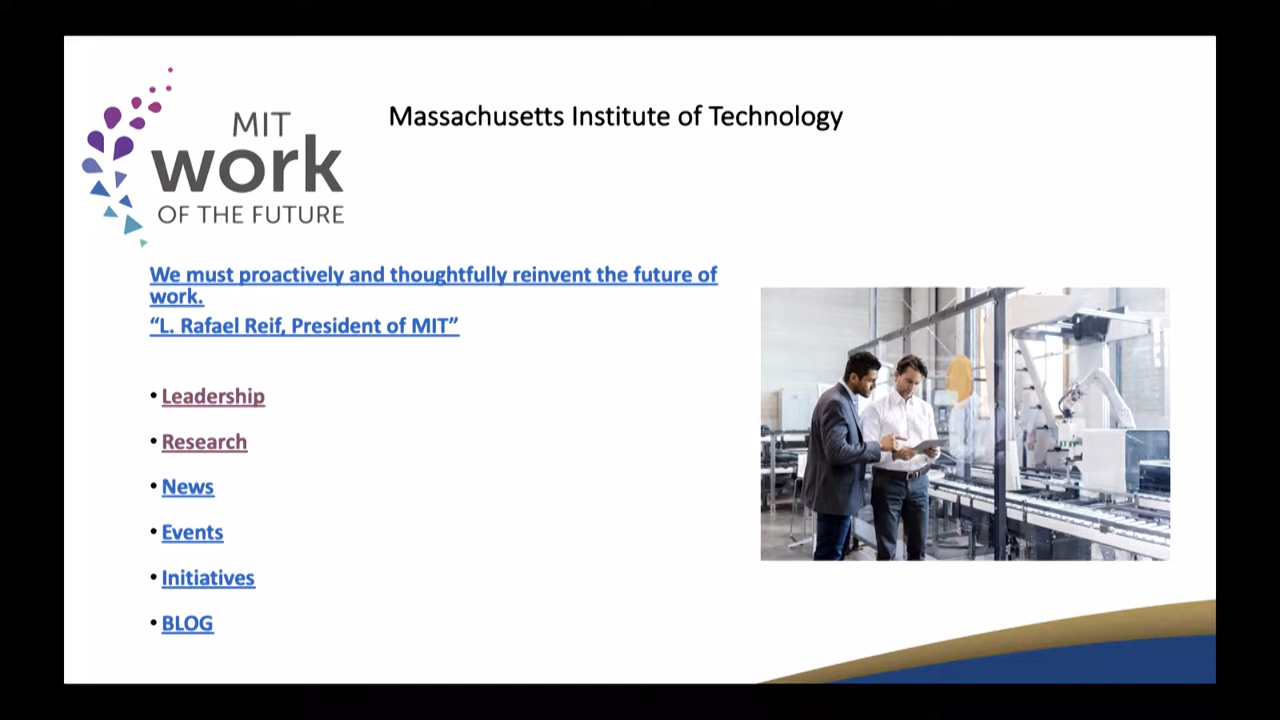 MIT
work
OF THE FUTURE
Massachusetts Institute of Technology
We must proactively and thoughtfully reinvent the future of
work.
“L. Rafael Reif, President of MIT”
• Leadership
• Research
• News
• Events
• Initiatives
• BLOG